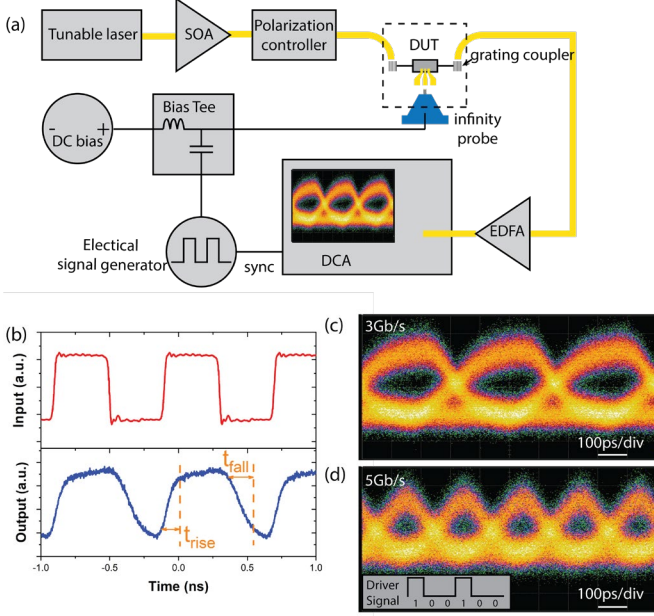 (a)
Tunable laser
SOA
Polarization
controller
DUT
grating coupler
infinity
probe
Bias Tee
- DC bias +
Electical
signal generator
sync
DCA
EDFA
(b)
Input (a.u.)
Output (a.u.)
tfall
trise
-1.0 -0.5 0.0 0.5 1.0
Time (ns)
(c)
3Gb/s
100ps/div
(d)
5Gb/s
Driver
Signal
1 0 0 1 0 0
100ps/div